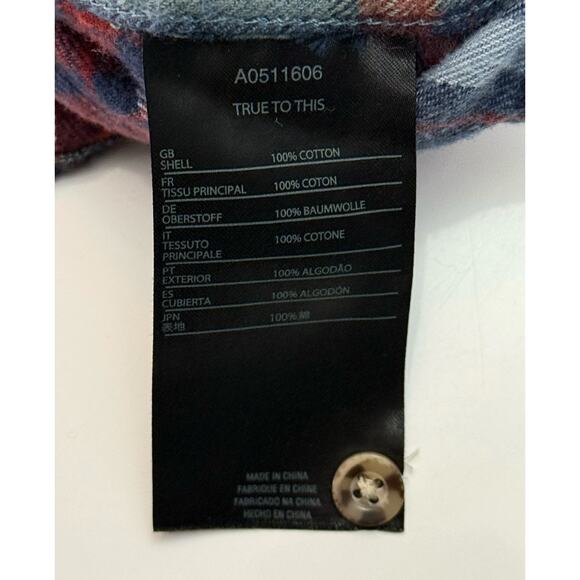 A0511606
TRUE TO THIS
GB
SHELL 100% COTTON
FR
TISSU PRINCIPAL 100% COTON
DE
OBERSTOFF 100% BAUMWOLLE
IT
TESSUTO 100% COTONE
PRINCIPALE
PT
EXTERIOR 100% ALGODÃO
ES
CUBIERTA 100% ALGODÓN
JPN
表地 100% 綿
MADE IN CHINA
FABRIQUE EN CHINE
FABRICADO NA CHINA
HECHO EN CHINA